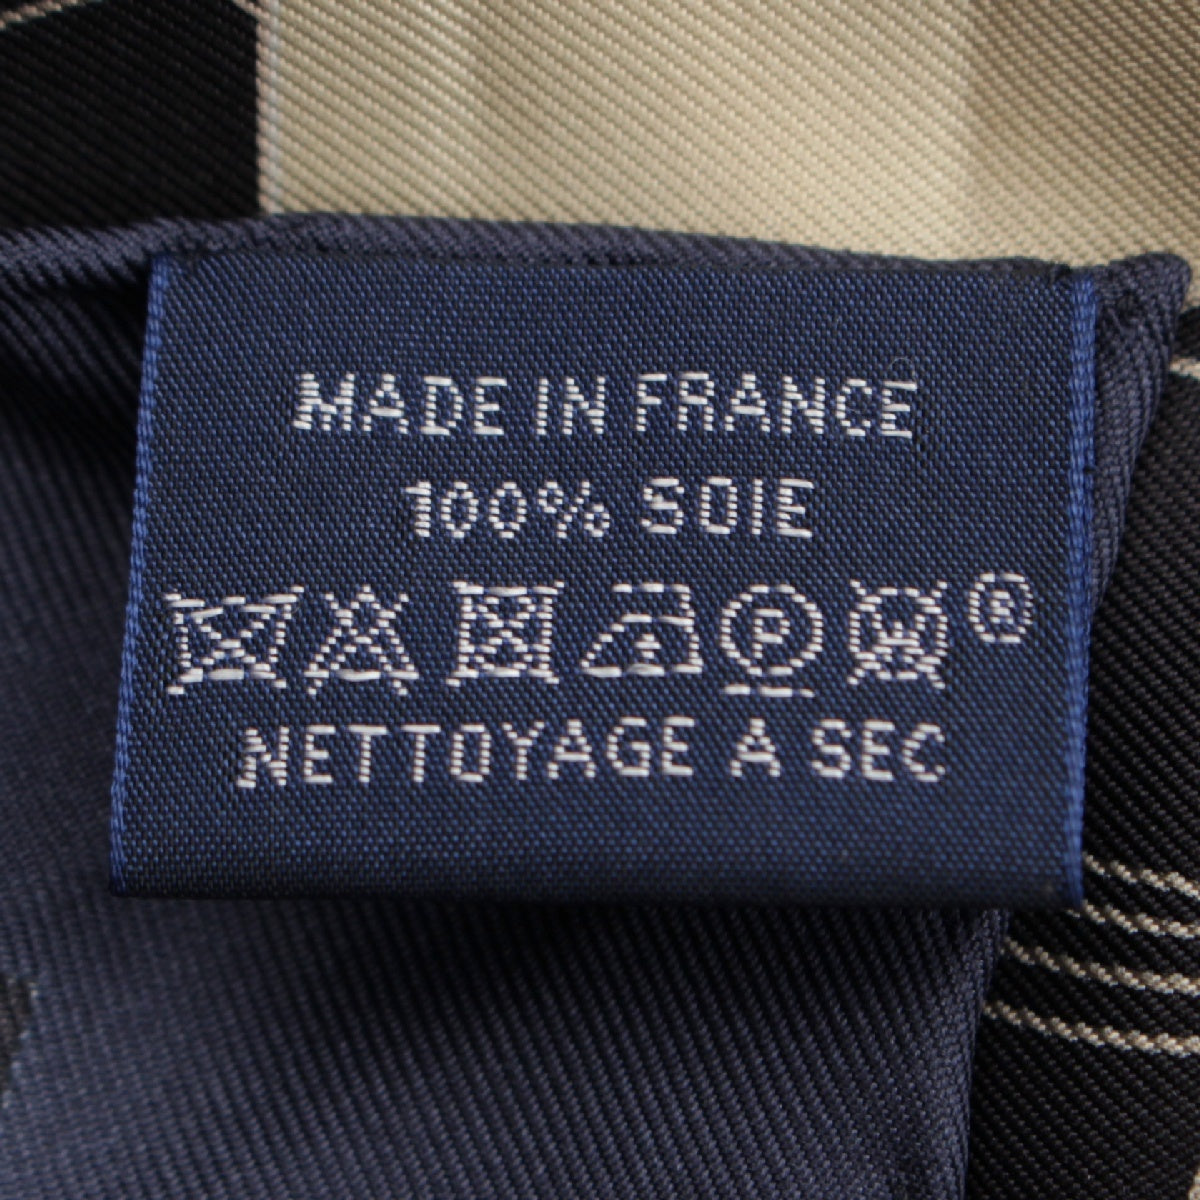 MADE IN FRANCE
100% SOIE
P W ®
NETTOYAGE A SEC